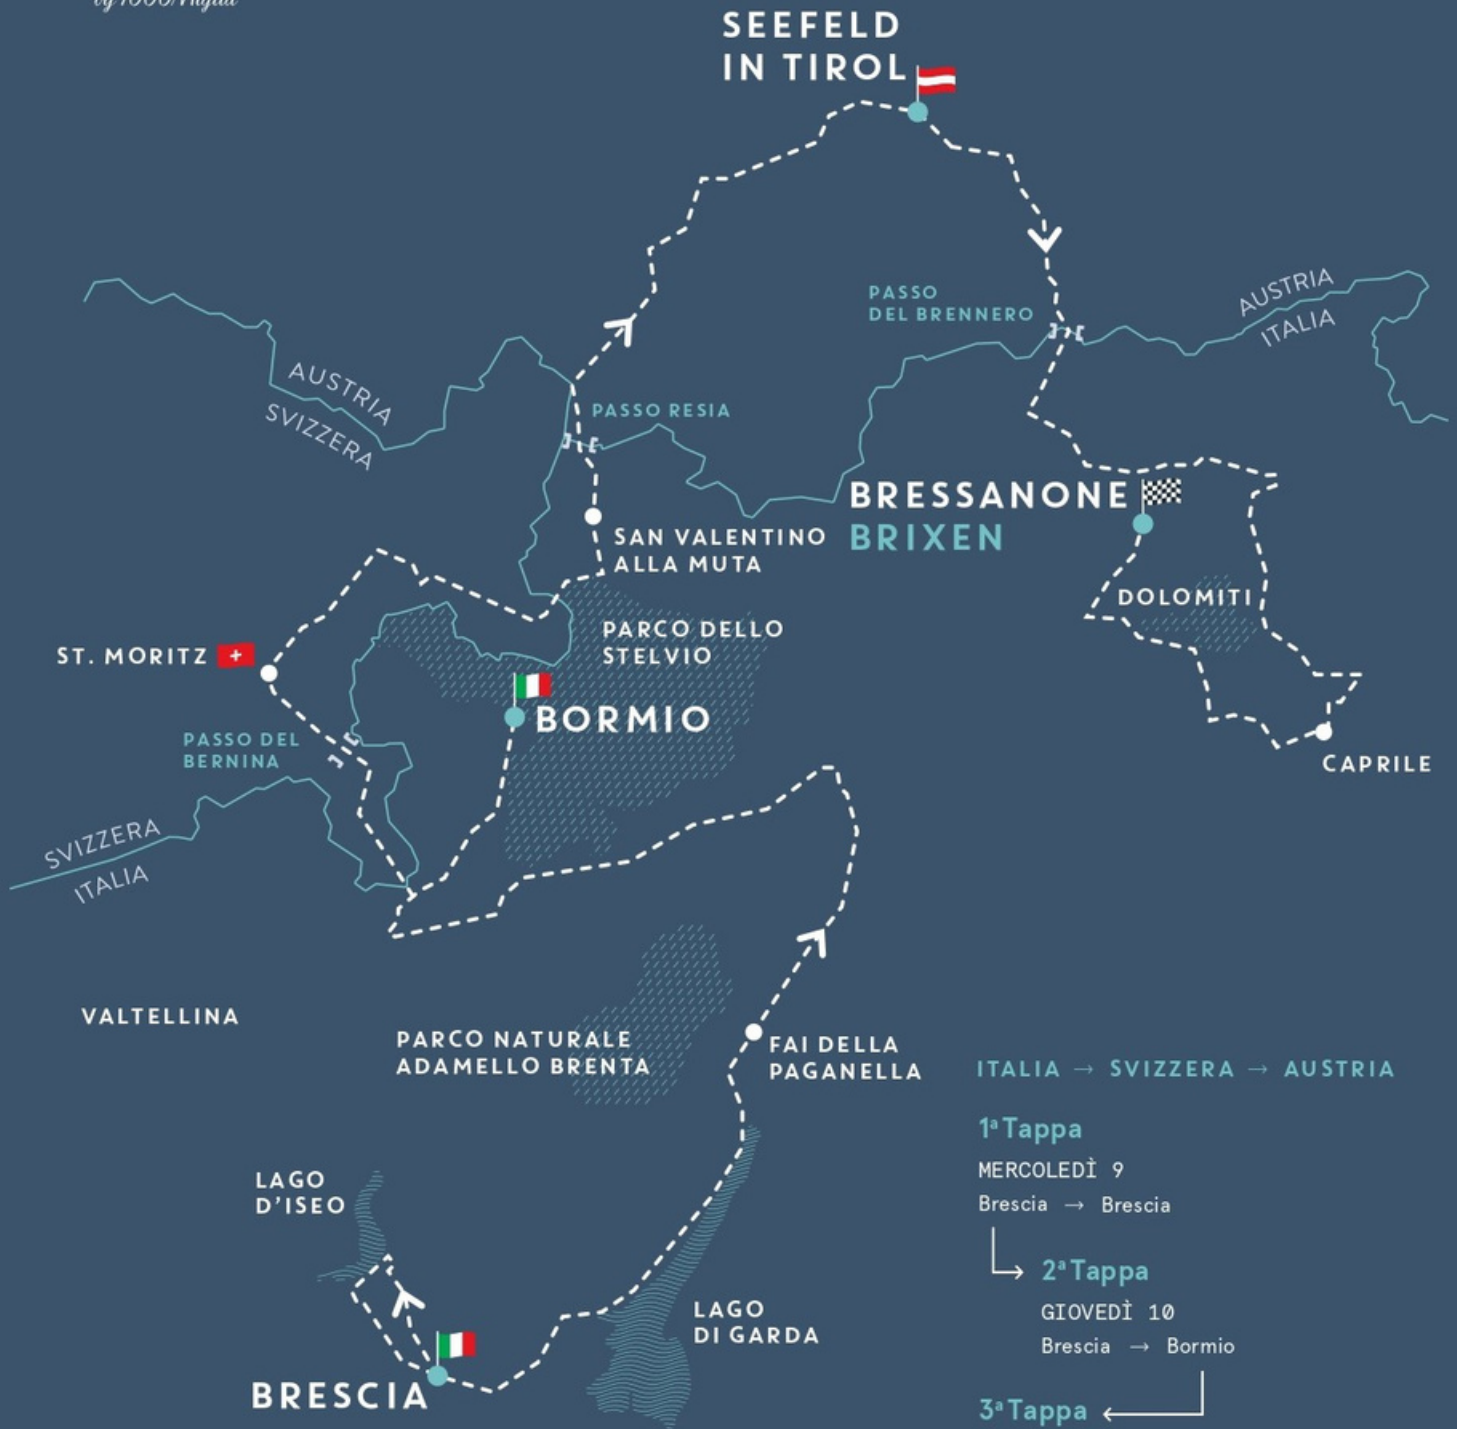 by 1000 Miglia
SEEFELD
IN TIROL
PASSO
DEL BRENNERO
AUSTRIA
ITALIA
AUSTRIA
SVIZZERA
PASSO RESIA
BRESSANONE
BRIXEN
SAN VALENTINO
ALLA MUTA
DOLOMITI
PARCO DELLO
STELVIO
ST. MORITZ
BORMIO
PASSO DEL
BERNINA
CAPRILE
SVIZZERA
ITALIA
VALTELLINA
PARCO NATURALE
ADAMELLO BRENTA
FAI DELLA
PAGANELLA
LAGO
D'ISEO
LAGO
DI GARDA
BRESCIA
ITALIA → SVIZZERA → AUSTRIA
1ª Tappa
MERCOLEDÌ 9
Brescia → Brescia
2ª Tappa
GIOVEDÌ 10
Brescia → Bormio
3ª Tappa